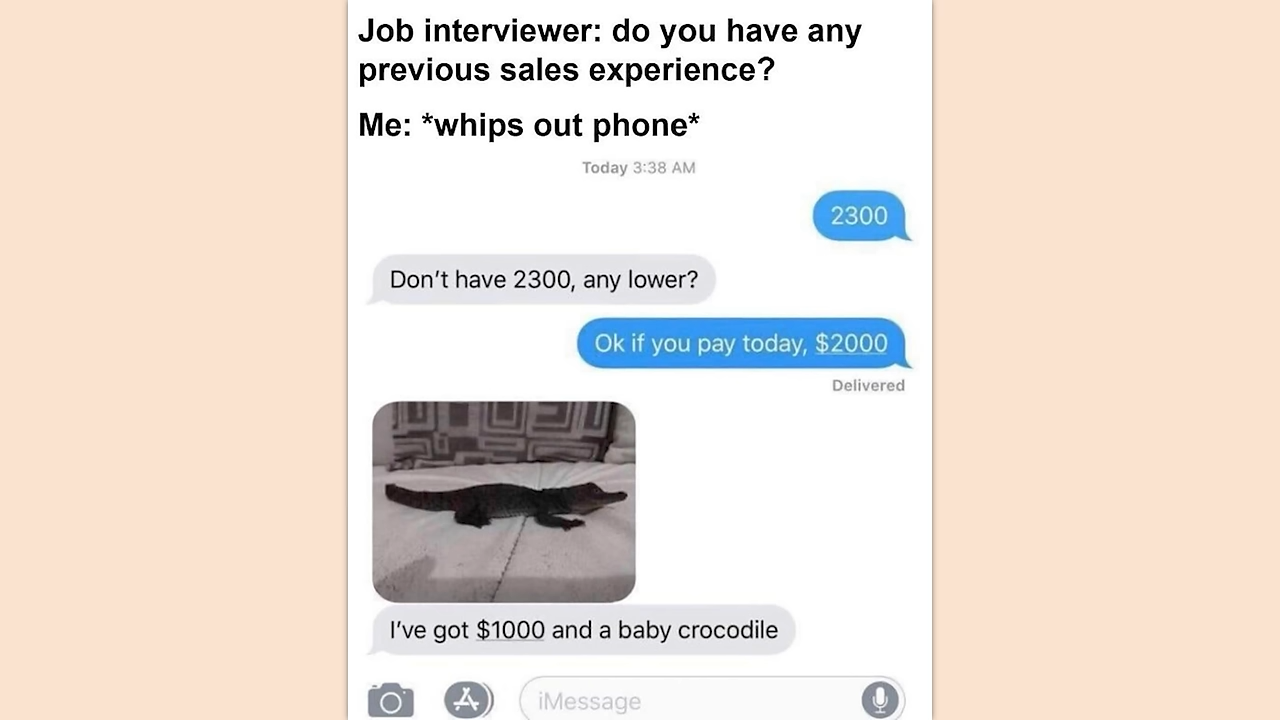 Job interviewer: do you have any
previous sales experience?
Me: *whips out phone*
Today 3:38 AM
2300
Don’t have 2300, any lower?
Ok if you pay today, $2000
Delivered
I’ve got $1000 and a baby crocodile
iMessage